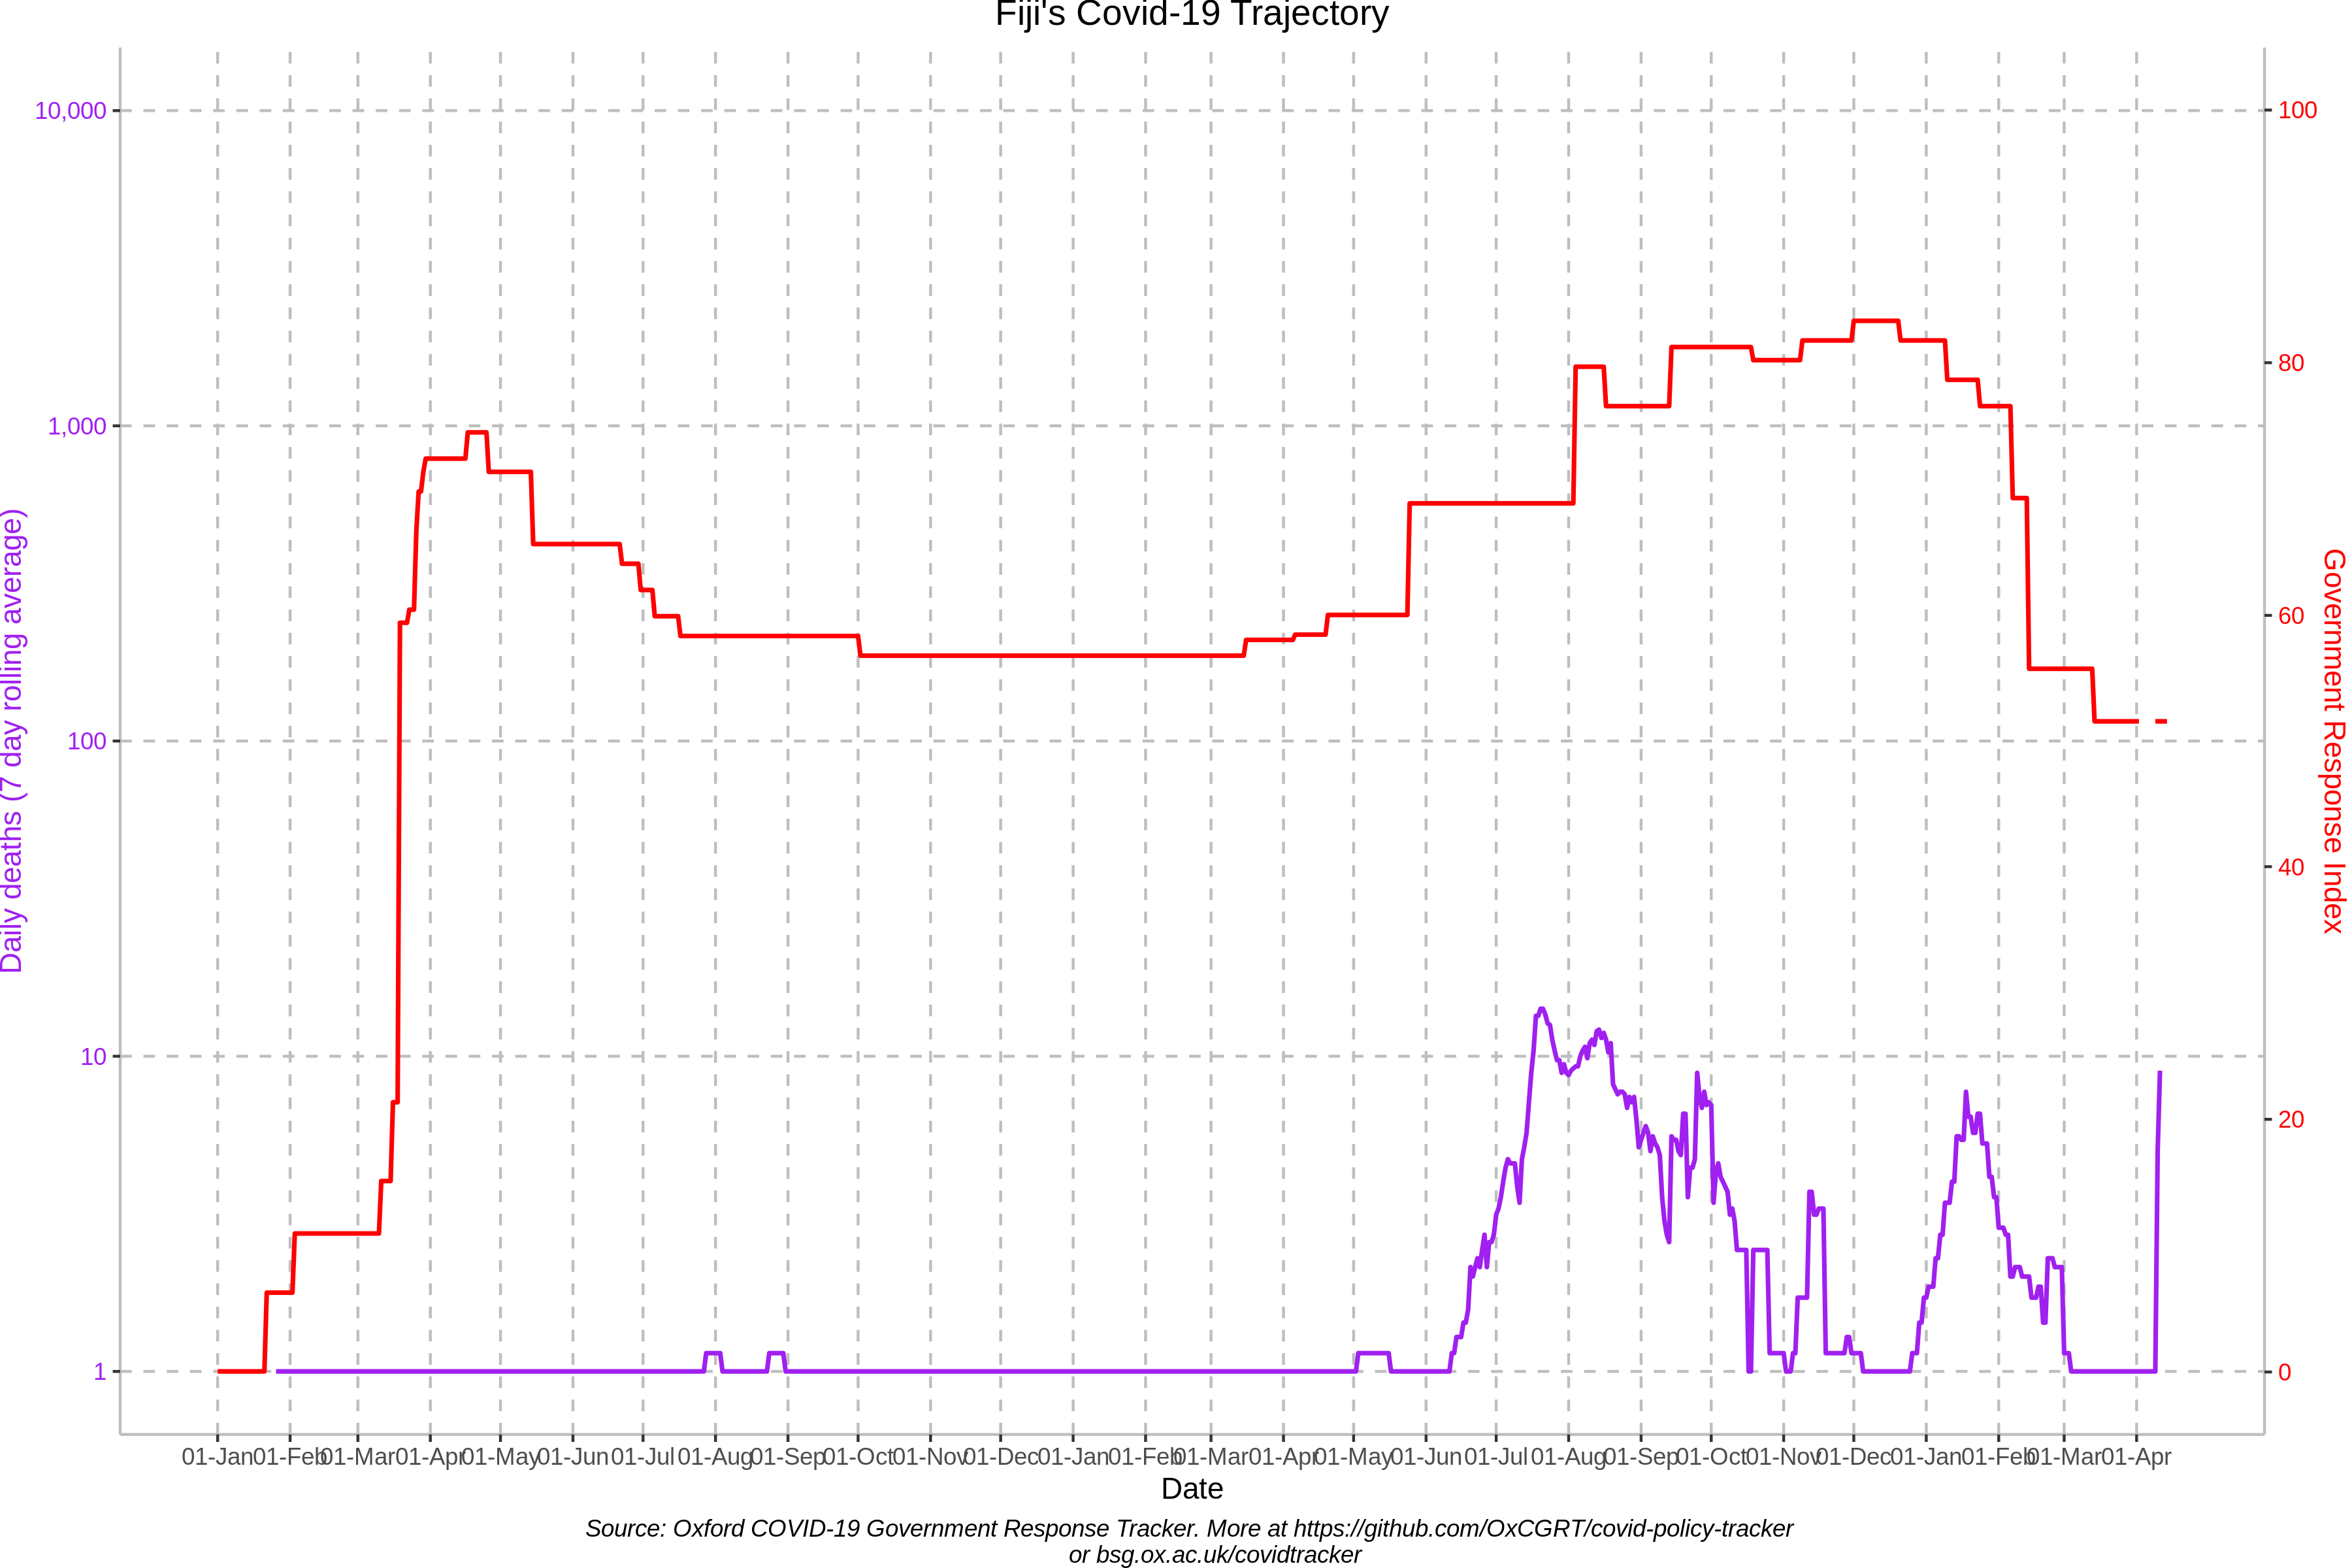 Fiji's Covid-19 Trajectory
10,000
1,000
100
10
1
Daily deaths (7 day rolling average)
100
80
60
40
20
0
Government Response Index
01-Jan 01-Feb 01-Mar 01-Apr 01-May 01-Jun 01-Jul 01-Aug 01-Sep 01-Oct 01-Nov 01-Dec 01-Jan 01-Feb 01-Mar 01-Apr 01-May 01-Jun 01-Jul 01-Aug 01-Sep 01-Oct 01-Nov 01-Dec 01-Jan 01-Feb 01-Mar 01-Apr
Date
Source: Oxford COVID-19 Government Response Tracker. More at https://github.com/OxCGRT/covid-policy-tracker
or bsg.ox.ac.uk/covidtracker